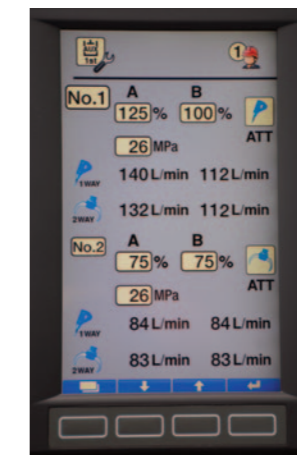 AUX
1st
1
No.1 A B
125 % 100 %
ATT
26 MPa
1WAY 140 L/min 112 L/min
2WAY 132 L/min 112 L/min
No.2 A B
75 % 75 %
ATT
26 MPa
1WAY 84 L/min 84 L/min
2WAY 83 L/min 83 L/min